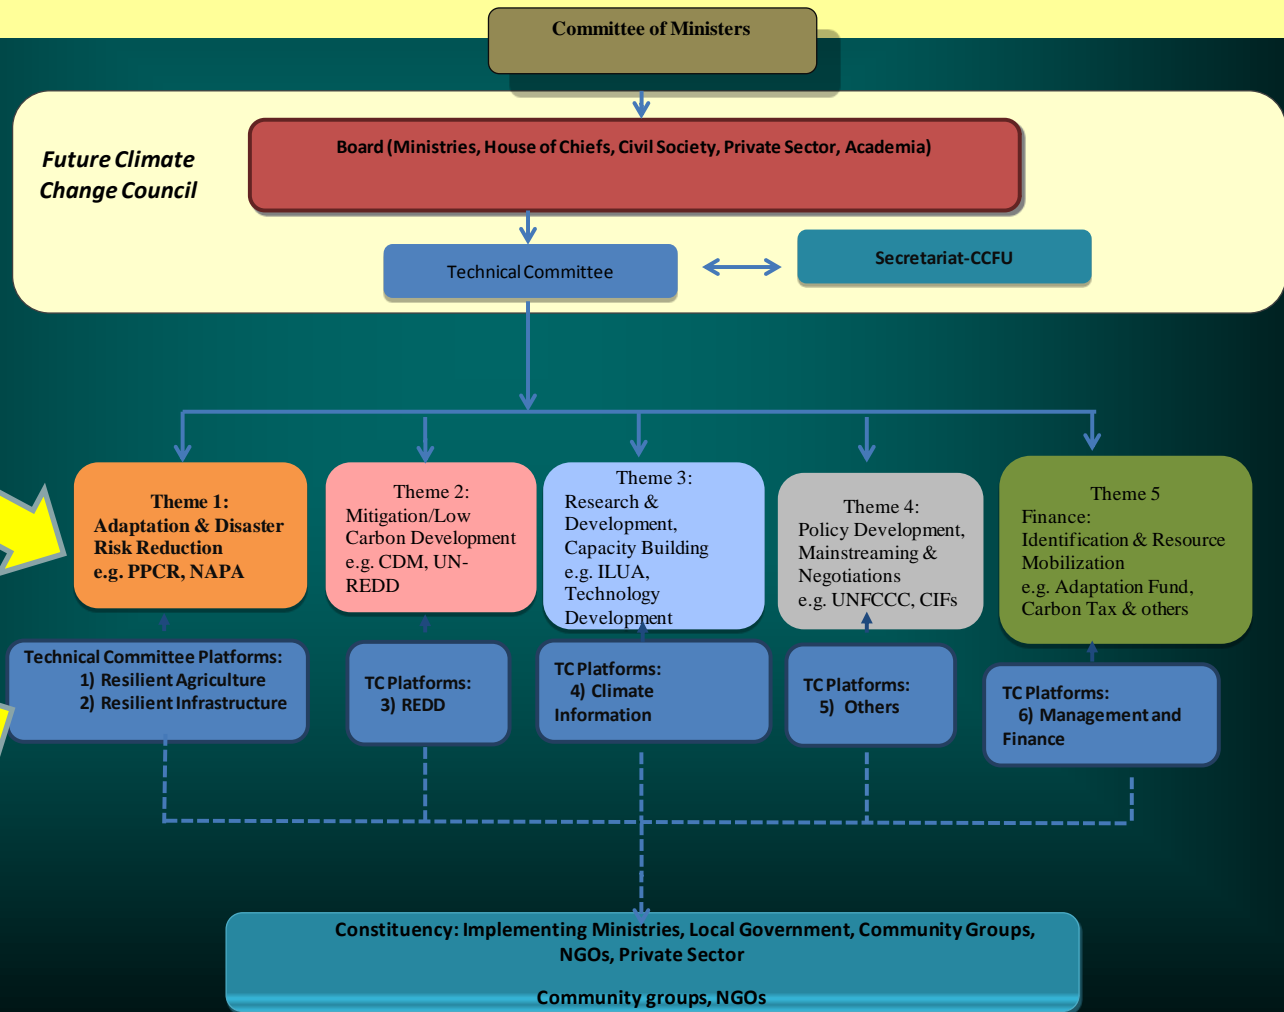 Committee of Ministers
Future Climate
Change Council
Board (Ministries, House of Chiefs, Civil Society, Private Sector, Academia)
Technical Committee
Secretariat-CCFU
Theme 1:
Adaptation & Disaster
Risk Reduction
e.g. PPCR, NAPA
Theme 2:
Mitigation/Low
Carbon Development
e.g. CDM, UN-
REDD
Theme 3:
Research &
Development,
Capacity Building
e.g. ILUA,
Technology
Development
Theme 4:
Policy Development,
Mainstreaming &
Negotiations
e.g. UNFCCC, CIFs
Theme 5
Finance:
Identification & Resource
Mobilization
e.g. Adaptation Fund,
Carbon Tax & others
Technical Committee Platforms:
1) Resilient Agriculture
2) Resilient Infrastructure
TC Platforms:
3) REDD
TC Platforms:
4) Climate
Information
TC Platforms:
5) Others
TC Platforms:
6) Management and
Finance
Constituency: Implementing Ministries, Local Government, Community Groups,
NGOs, Private Sector
Community groups, NGOs